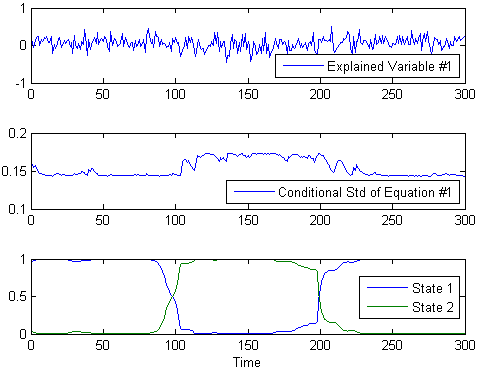 1
0
-1
0 50 100 150 200 250 300
Explained Variable #1
0.2
0.15
0.1
0 50 100 150 200 250 300
Conditional Std of Equation #1
1
0.5
0
0 50 100 150 200 250 300
State 1
State 2
Time